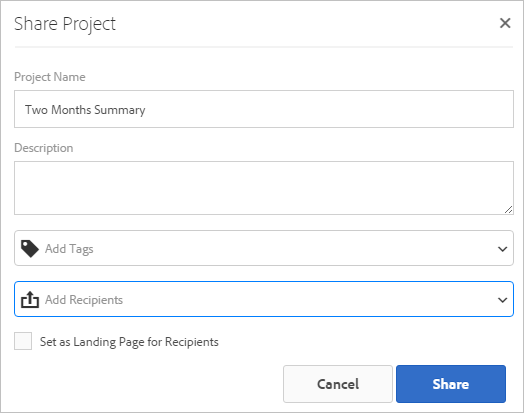 Share Project
Project Name
Two Months Summary
Description
Add Tags
Add Recipients
Set as Landing Page for Recipients
Cancel Share